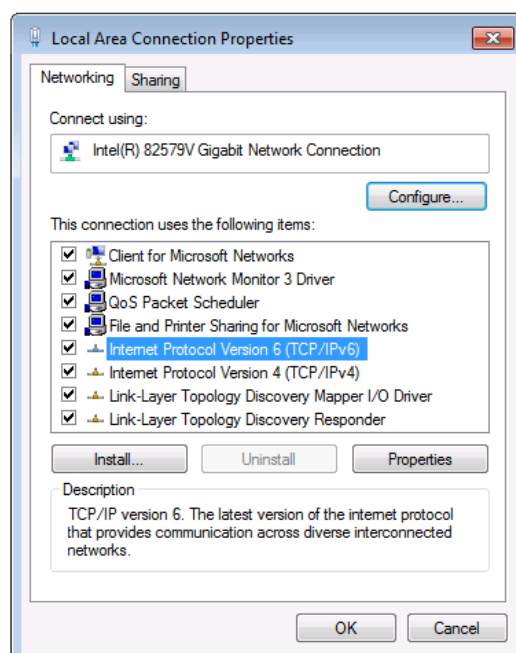 Local Area Connection Properties
Networking
Sharing
Connect using:
Intel(R) 82579V Gigabit Network Connection
Configure...
This connection uses the following items:
Client for Microsoft Networks
Microsoft Network Monitor 3 Driver
QoS Packet Scheduler
File and Printer Sharing for Microsoft Networks
Internet Protocol Version 6 (TCP/IPv6)
Internet Protocol Version 4 (TCP/IPv4)
Link-Layer Topology Discovery Mapper I/O Driver
Link-Layer Topology Discovery Responder
Install...
Uninstall
Properties
Description
TCP/IP version 6. The latest version of the internet protocol
that provides communication across diverse interconnected
networks.
OK
Cancel